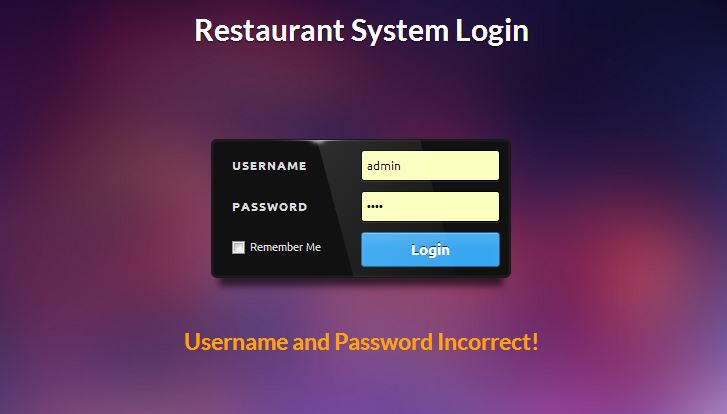 Restaurant System Login
USERNAME
admin
PASSWORD
••••
Remember Me
Login
Username and Password Incorrect!